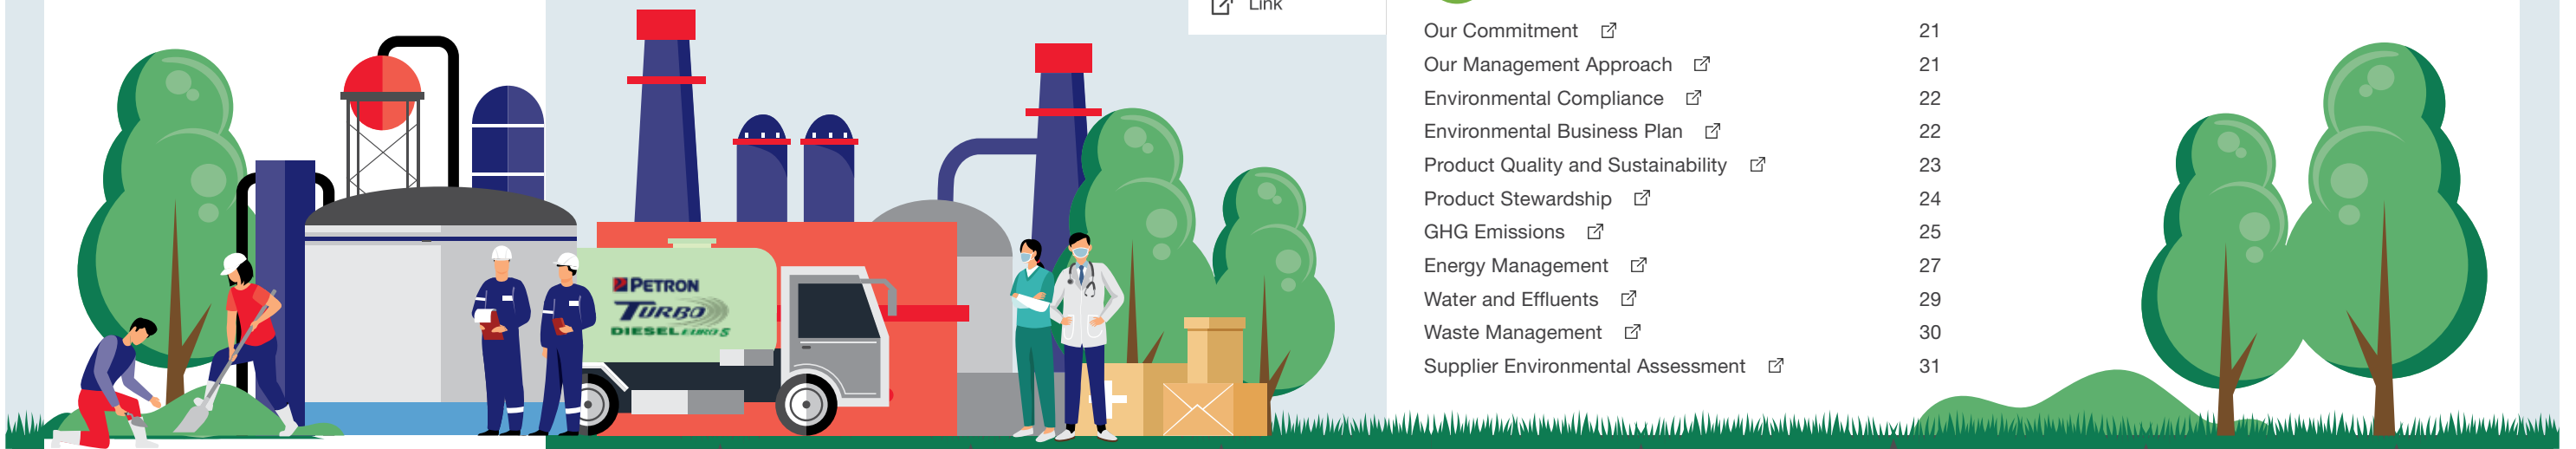 Link
PETRON
TURBO
DIESEL EURO 5
Our Commitment 21
Our Management Approach 21
Environmental Compliance 22
Environmental Business Plan 22
Product Quality and Sustainability 23
Product Stewardship 24
GHG Emissions 25
Energy Management 27
Water and Effluents 29
Waste Management 30
Supplier Environmental Assessment 31